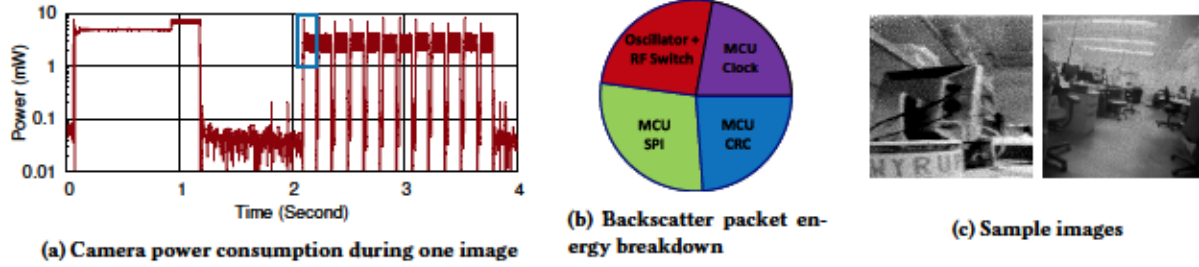 Power (mW)
10
1
0.1
0.01
0
1
2
3
4
Time (Second)
(a) Camera power consumption during one image
Oscillator +
RF Switch
MCU
Clock
MCU
SPI
MCU
CRC
(b) Backscatter packet en-
ergy breakdown
NYRUP
(c) Sample images